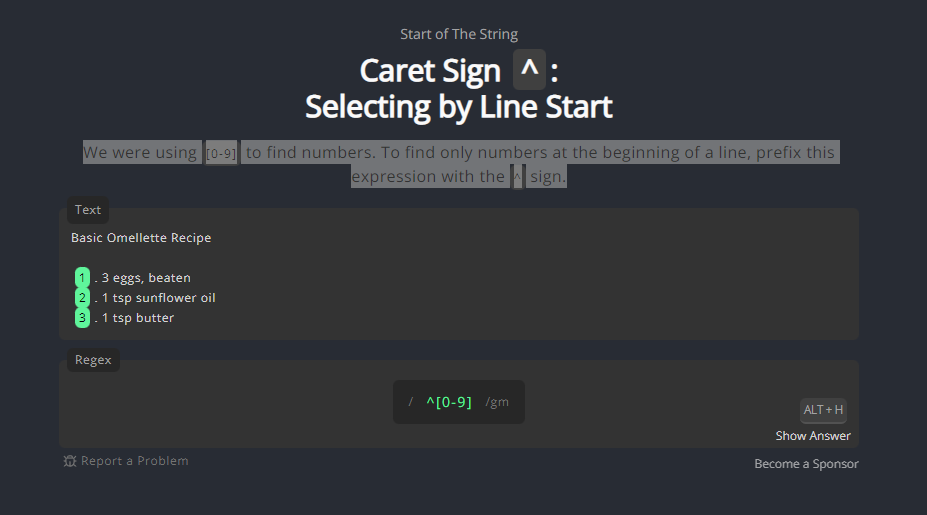 Start of The String
Caret Sign ^ :
Selecting by Line Start
We were using [0-9] to find numbers. To find only numbers at the beginning of a line, prefix this
expression with the ^ sign.
Text
Basic Omellette Recipe
1. 3 eggs, beaten
2. 1 tsp sunflower oil
3. 1 tsp butter
Regex
/ ^[0-9] /gm
ALT+H
Show Answer
Report a Problem
Become a Sponsor